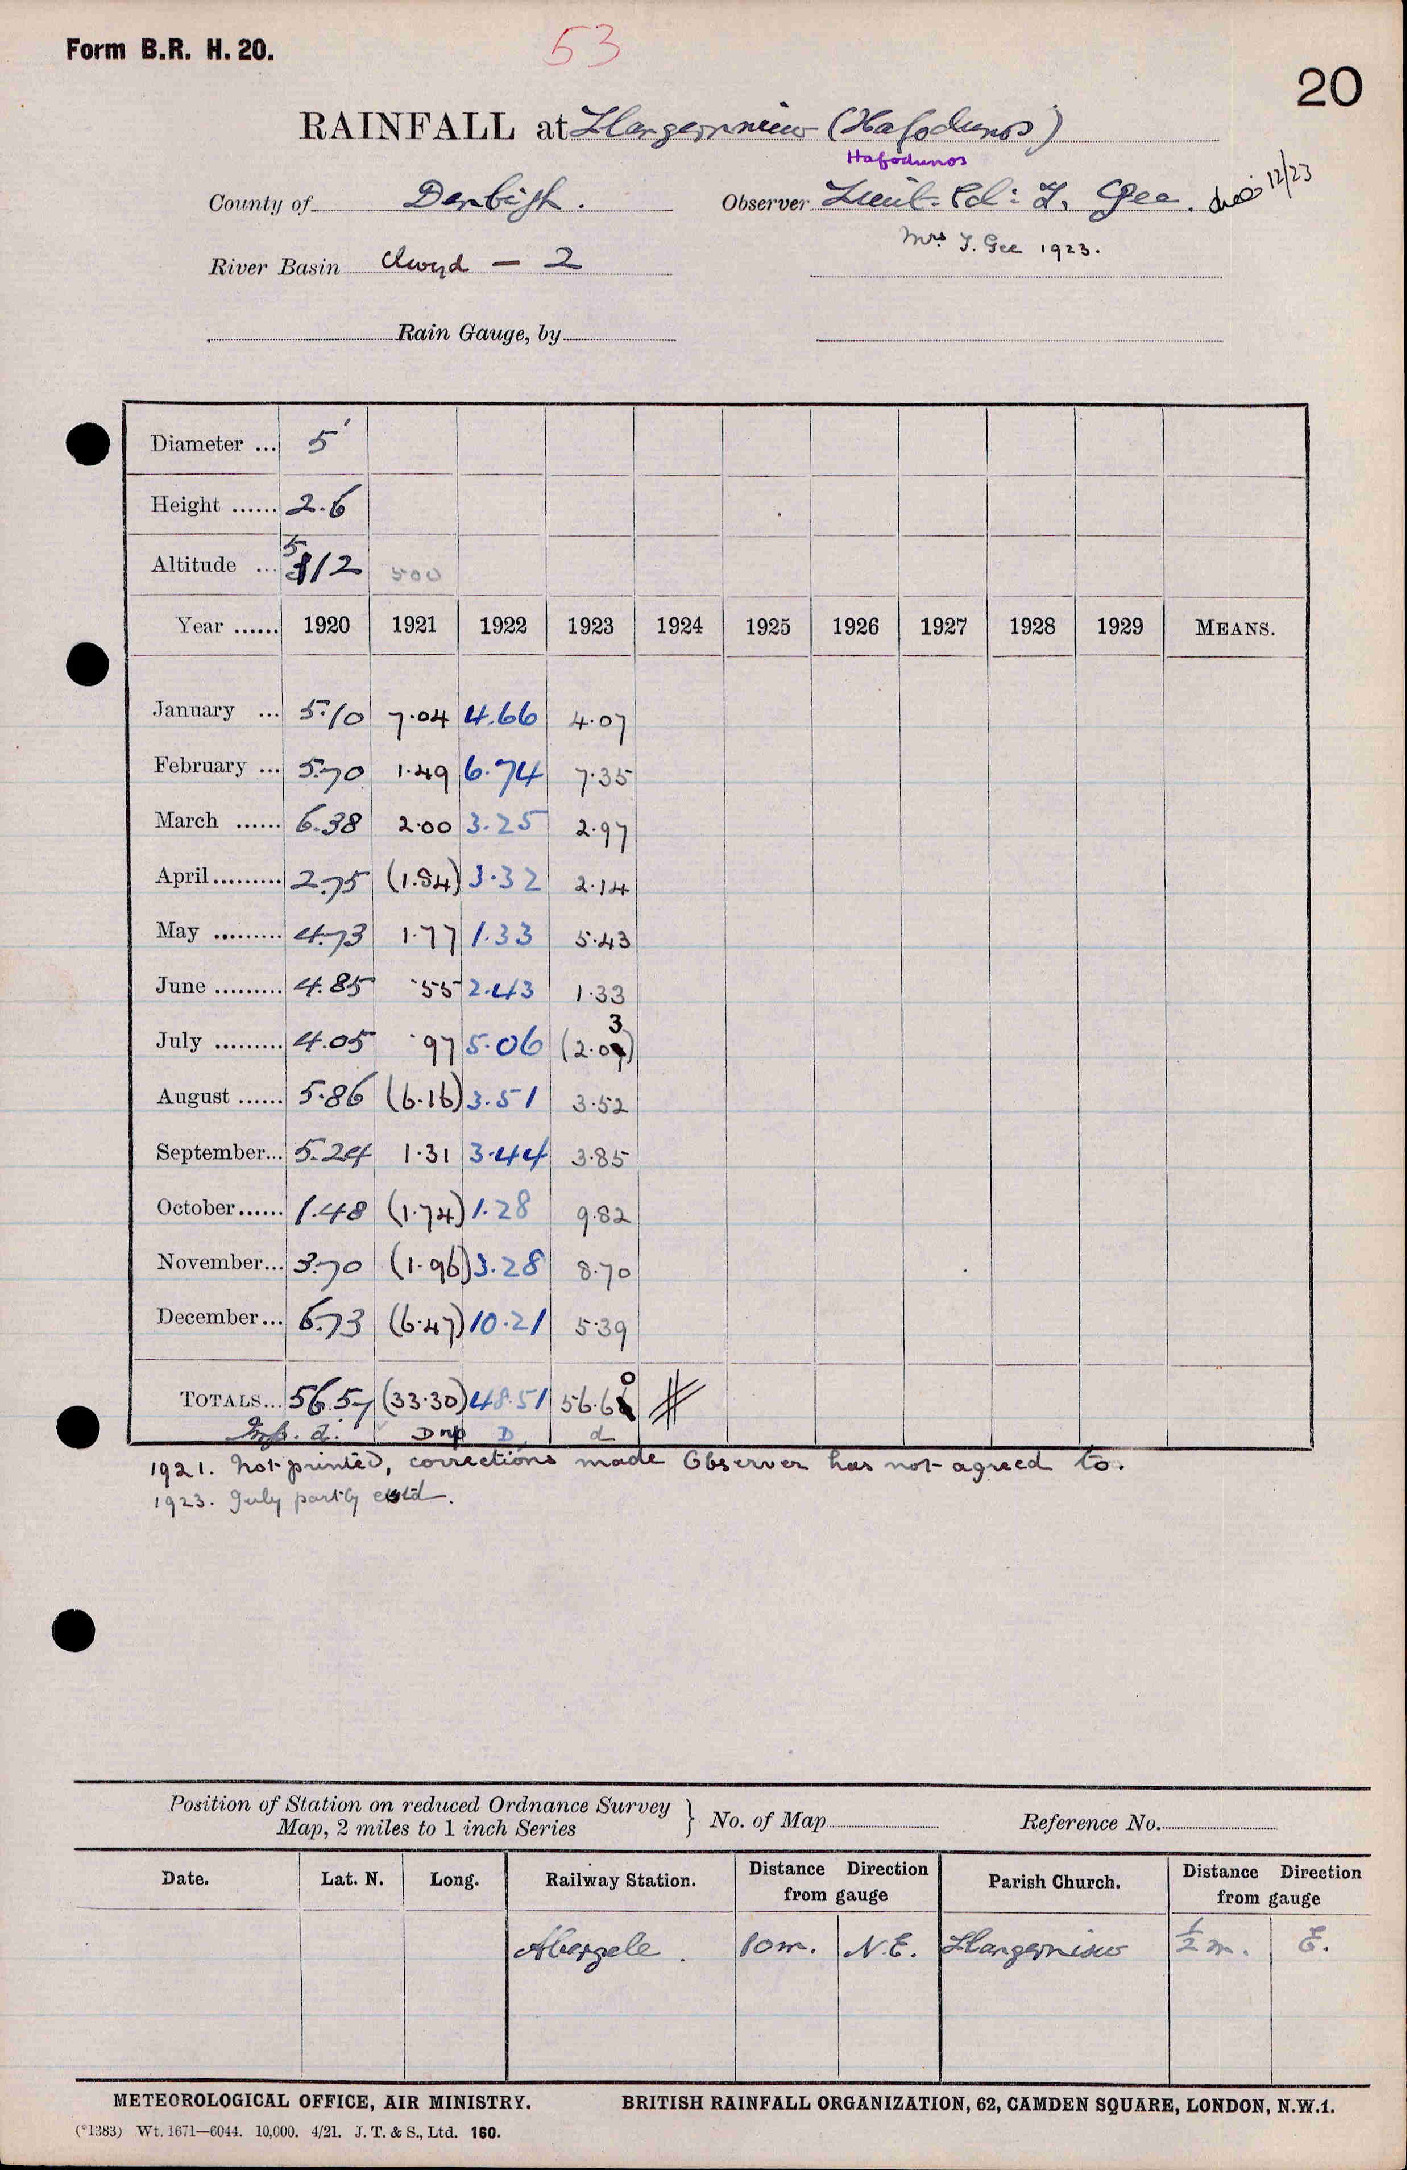 Form B.R. H. 20.
53
20
RAINFALL at Llangerniew (Hafodunos)
Hafodunos
County of Denbigh. Observer Lieut. Col: T. Gee. died 12/23
Mrs T. Gee 1923.
River Basin Clwyd — 2
Rain Gauge, by
Diameter ... 5
Height ...... 2.6
Altitude ... 512 500
Year ...... 1920 1921 1922 1923 1924 1925 1926 1927 1928 1929 MEANS.
January ... 5.10 7.04 4.66 4.07
February ... 5.70 1.49 6.74 7.35
March ...... 6.38 2.00 3.25 2.97
April ......... 2.75 (1.84) 3.32 2.14
May ......... 4.73 1.77 1.33 5.43
June ......... 4.85 .55 2.43 1.33
July ......... 4.05 .97 5.06 (2.03)
August ...... 5.86 (6.16) 3.51 3.52
September... 5.24 1.31 3.44 3.85
October...... 1.48 (1.74) 1.28 9.82
November... 3.70 (1.96) 3.28 8.70
December... 6.73 (6.47) 10.21 5.39
TOTALS... 56.57 (33.30) 48.51 56.60
d. Dnp D d
1921. Not printed, corrections made Observer has not agreed to.
1923. July partly estd.
Position of Station on reduced Ordnance Survey
Map, 2 miles to 1 inch Series } No. of Map Reference No.
Date. Lat. N. Long. Railway Station. Distance Direction from gauge Parish Church. Distance Direction from gauge
Abergele. 10 m. N.E. Llangerniew ½ m. E.
METEOROLOGICAL OFFICE, AIR MINISTRY. BRITISH RAINFALL ORGANIZATION, 62, CAMDEN SQUARE, LONDON, N.W.1.
(*1383) Wt. 1671—6044. 10,000. 4/21. J. T. & S., Ltd. 160.